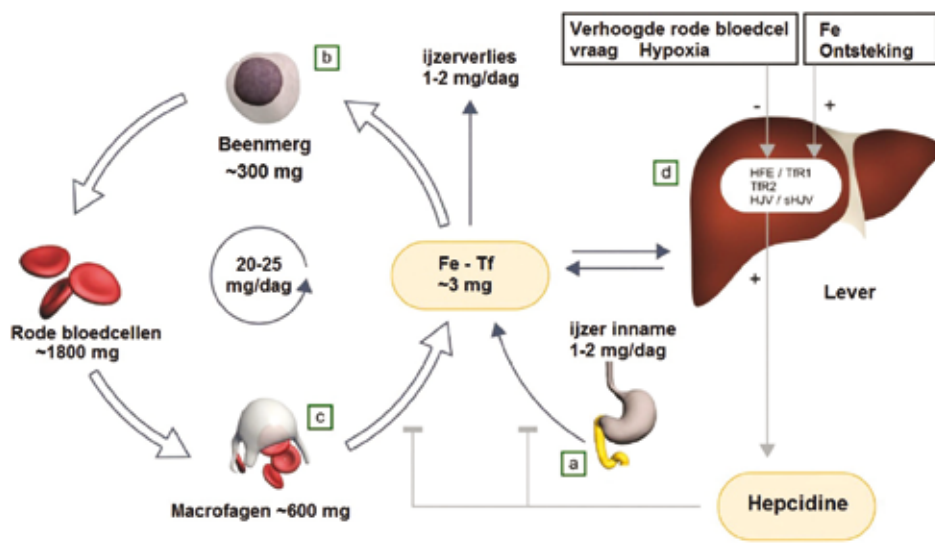 Verhoogde rode bloedcel
vraag Hypoxia
Fe
Ontsteking
b
ijzerverlies
1-2 mg/dag
-
+
Beenmerg
~300 mg
d
HFE / TfR1
TfR2
HJV / sHJV
20-25
mg/dag
Fe - Tf
~3 mg
+
Lever
Rode bloedcellen
~1800 mg
ijzer inname
1-2 mg/dag
c
a
Macrofagen ~600 mg
Hepcidine